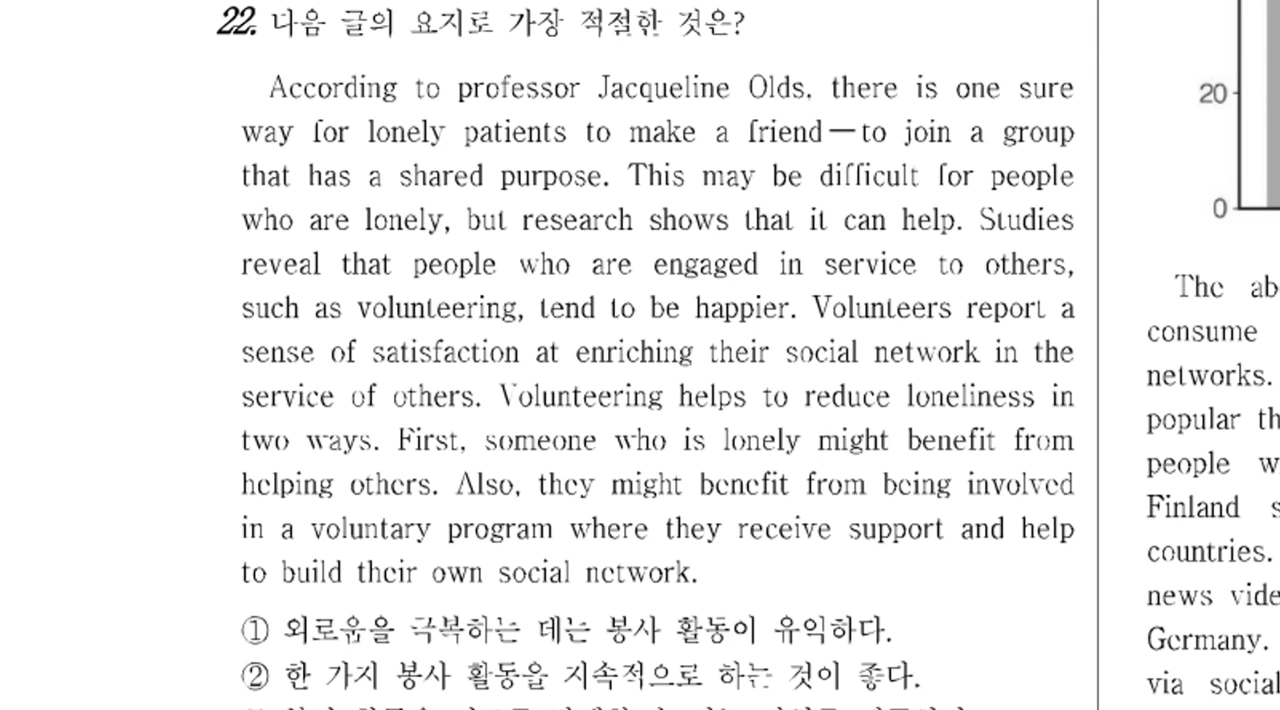 22. 다음 글의 요지로 가장 적절한 것은?
According to professor Jacqueline Olds, there is one sure
way for lonely patients to make a friend — to join a group
that has a shared purpose. This may be difficult for people
who are lonely, but research shows that it can help. Studies
reveal that people who are engaged in service to others,
such as volunteering, tend to be happier. Volunteers report a
sense of satisfaction at enriching their social network in the
service of others. Volunteering helps to reduce loneliness in
two ways. First, someone who is lonely might benefit from
helping others. Also, they might benefit from being involved
in a voluntary program where they receive support and help
to build their own social network.
① 외로움을 극복하는 데는 봉사 활동이 유익하다.
② 한 가지 봉사 활동을 지속적으로 하는 것이 좋다.
20
0
The ab
consume
networks.
popular th
people w
Finland s
countries.
news vide
Germany.
via social